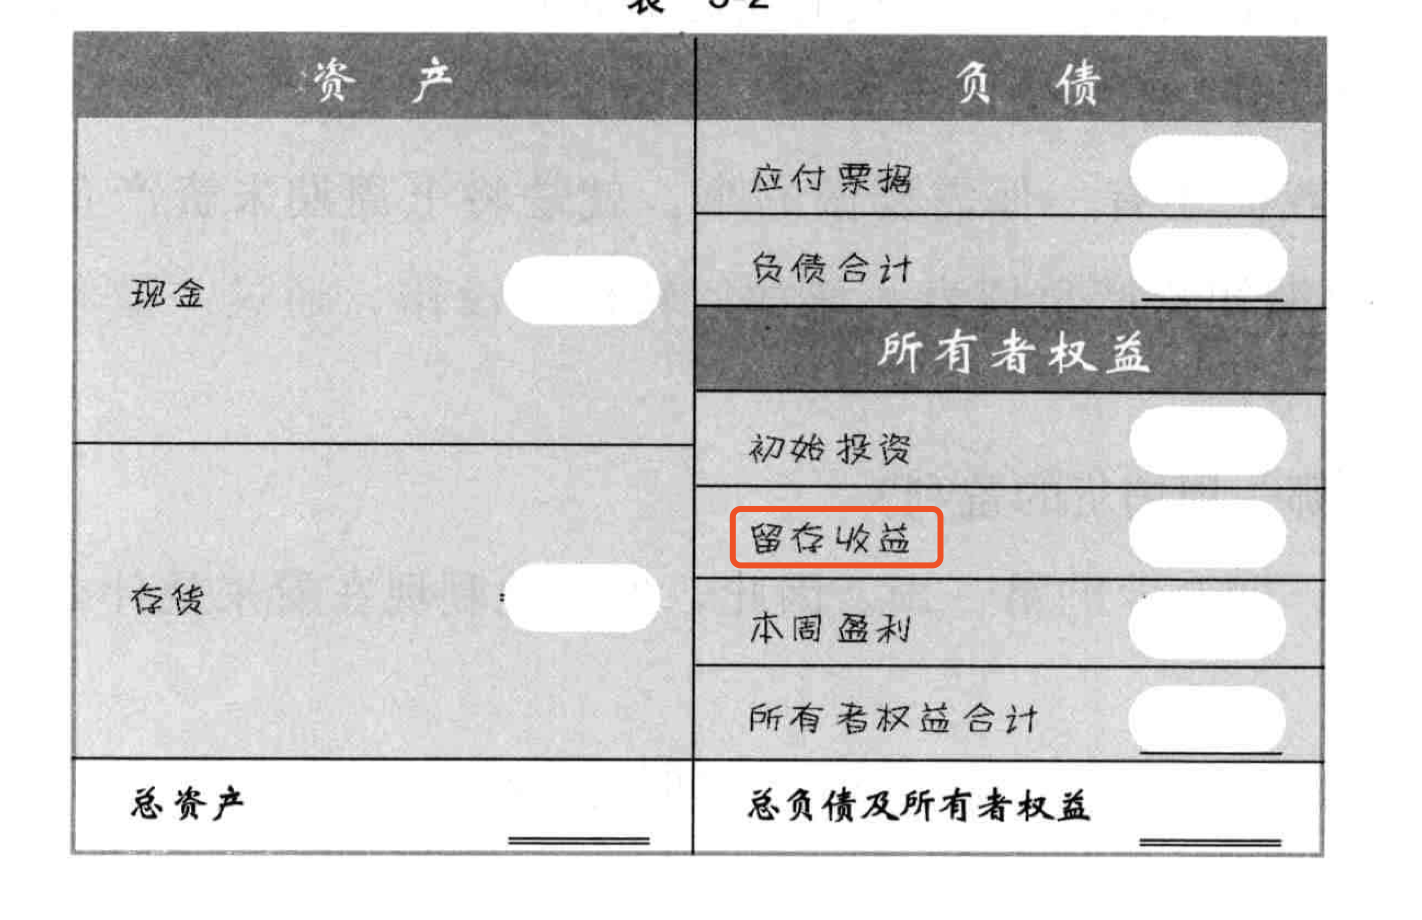 表 3-2
资 产
负 债
现金
存货
应付票据
负债合计
所有者权益
初始投资
留存收益
本周盈利
所有者权益合计
总资产
总负债及所有者权益